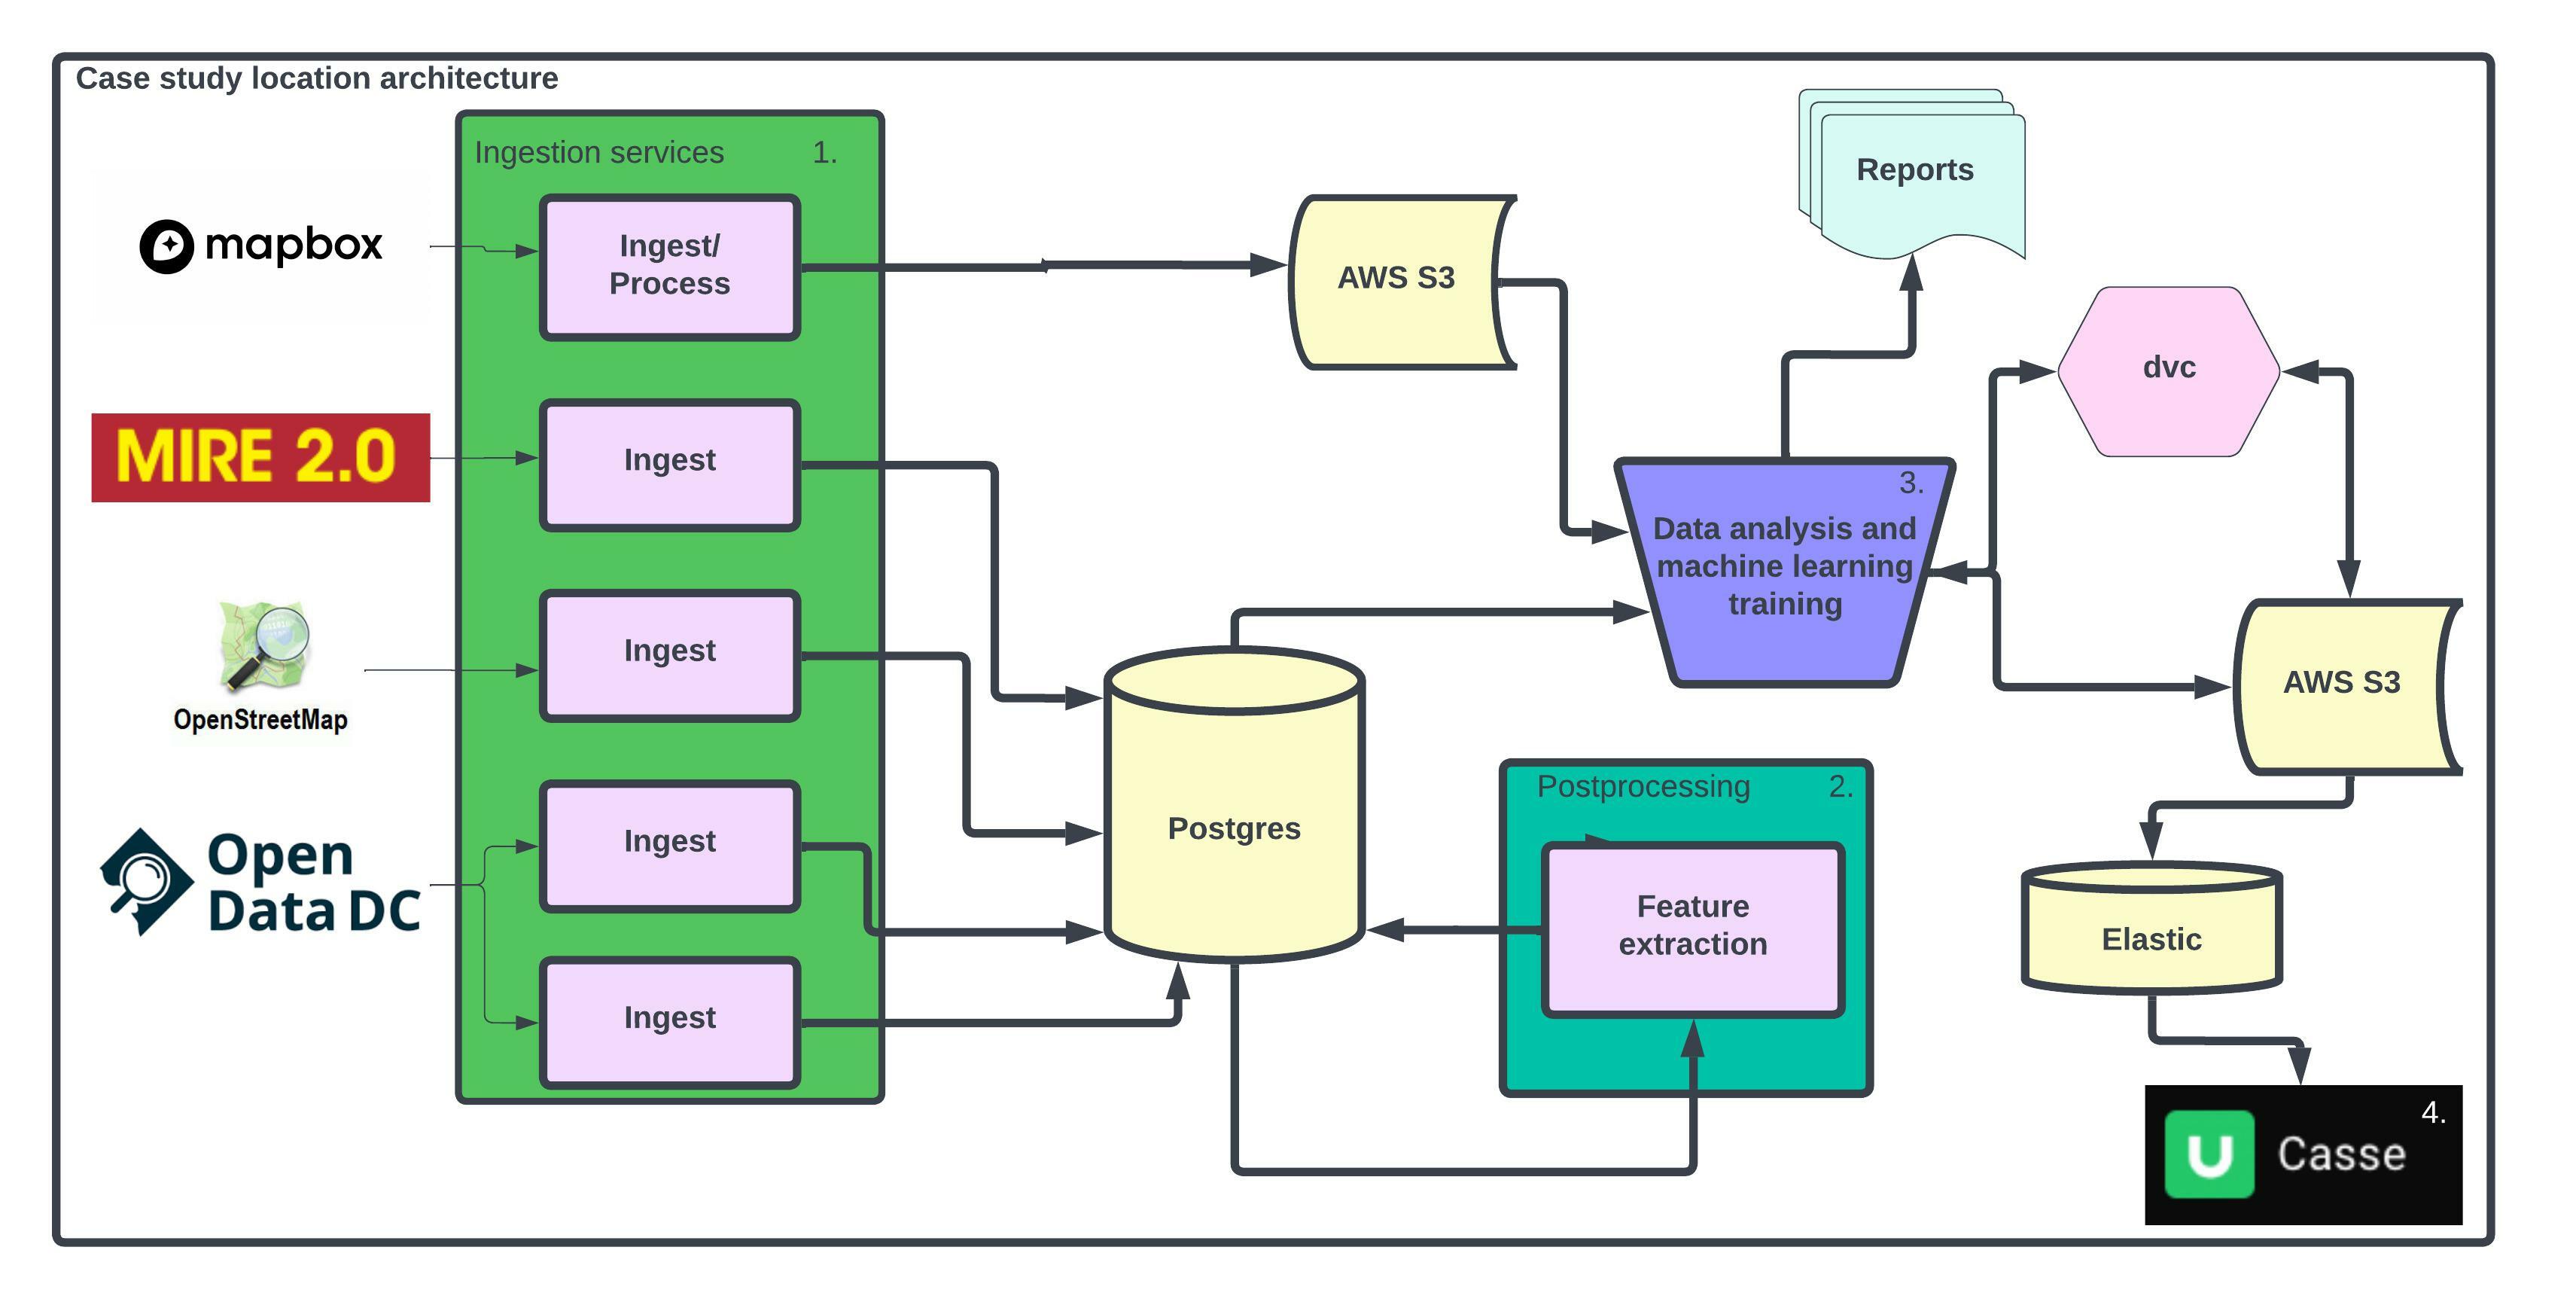 Case study location architecture
Ingestion services 1.
mapbox
Ingest/
Process
MIRE 2.0
Ingest
OpenStreetMap
Ingest
Open
Data DC
Ingest
Ingest
AWS S3
Postgres
Reports
dvc
3.
Data analysis and
machine learning
training
Postprocessing 2.
Feature
extraction
AWS S3
Elastic
4.
U Casse